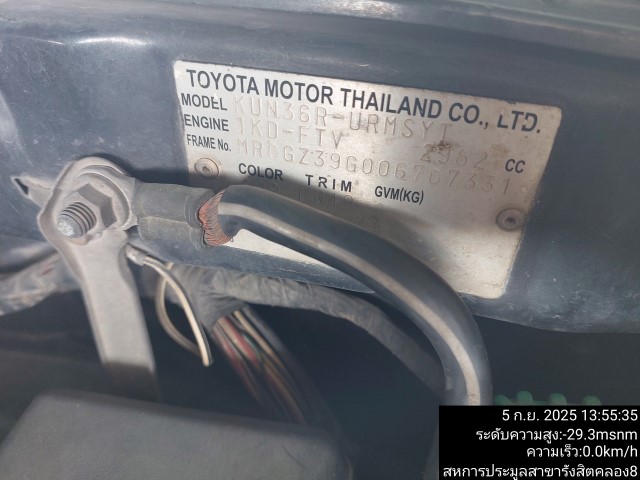 TOYOTA MOTOR THAILAND CO., LTD.
MODEL KUN36R-URMSYT
ENGINE 1KD-FTV 2982 CC
FRAME No.
COLOR TRIM GVM(KG)
5 ก.ย. 2025 13:55:35
ระดับความสูง:-29.3msnm
ความเร็ว:0.0km/h
สหการประมูลสาขารังสิตคลอง8